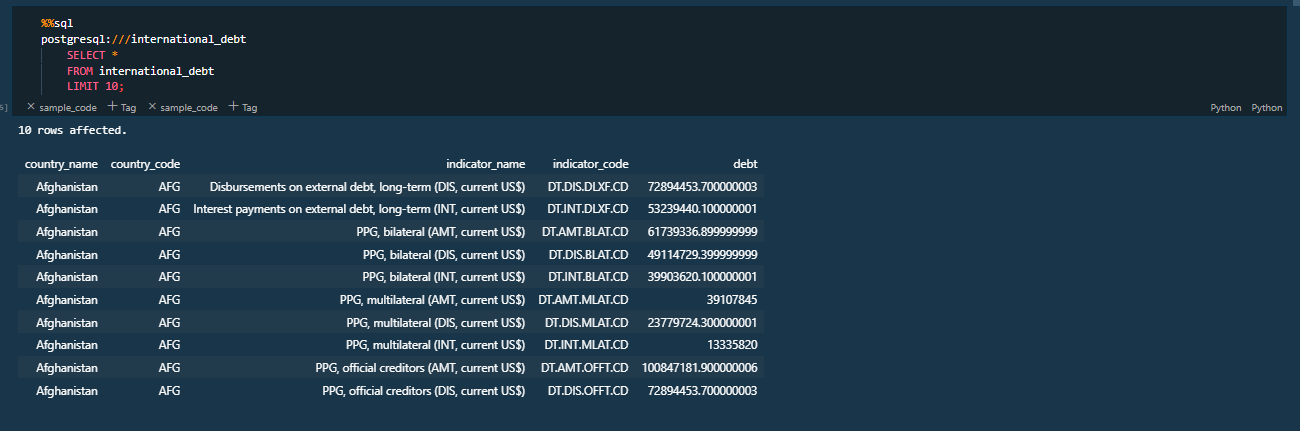 %%sql
postgresql:///international_debt
SELECT *
FROM international_debt
LIMIT 10;
× sample_code + Tag × sample_code + Tag Python Python
10 rows affected.
country_name country_code indicator_name indicator_code debt
Afghanistan AFG Disbursements on external debt, long-term (DIS, current US$) DT.DIS.DLXF.CD 72894453.700000003
Afghanistan AFG Interest payments on external debt, long-term (INT, current US$) DT.INT.DLXF.CD 53239440.100000001
Afghanistan AFG PPG, bilateral (AMT, current US$) DT.AMT.BLAT.CD 61739336.899999999
Afghanistan AFG PPG, bilateral (DIS, current US$) DT.DIS.BLAT.CD 49114729.399999999
Afghanistan AFG PPG, bilateral (INT, current US$) DT.INT.BLAT.CD 39903620.100000001
Afghanistan AFG PPG, multilateral (AMT, current US$) DT.AMT.MLAT.CD 39107845
Afghanistan AFG PPG, multilateral (DIS, current US$) DT.DIS.MLAT.CD 23779724.300000001
Afghanistan AFG PPG, multilateral (INT, current US$) DT.INT.MLAT.CD 13335820
Afghanistan AFG PPG, official creditors (AMT, current US$) DT.AMT.OFFT.CD 100847181.900000006
Afghanistan AFG PPG, official creditors (DIS, current US$) DT.DIS.OFFT.CD 72894453.700000003